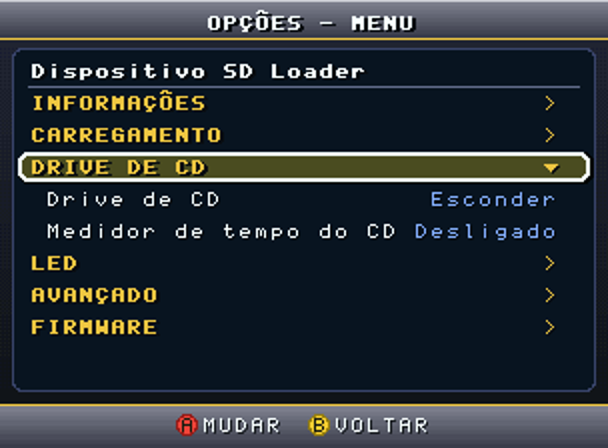 OPÇÕES - MENU
Dispositivo SD Loader
INFORMAÇÕES >
CARREGAMENTO >
DRIVE DE CD
Drive de CD Esconder
Medidor de tempo do CD Desligado
LED >
AVANÇADO >
FIRMWARE >
A MUDAR B VOLTAR